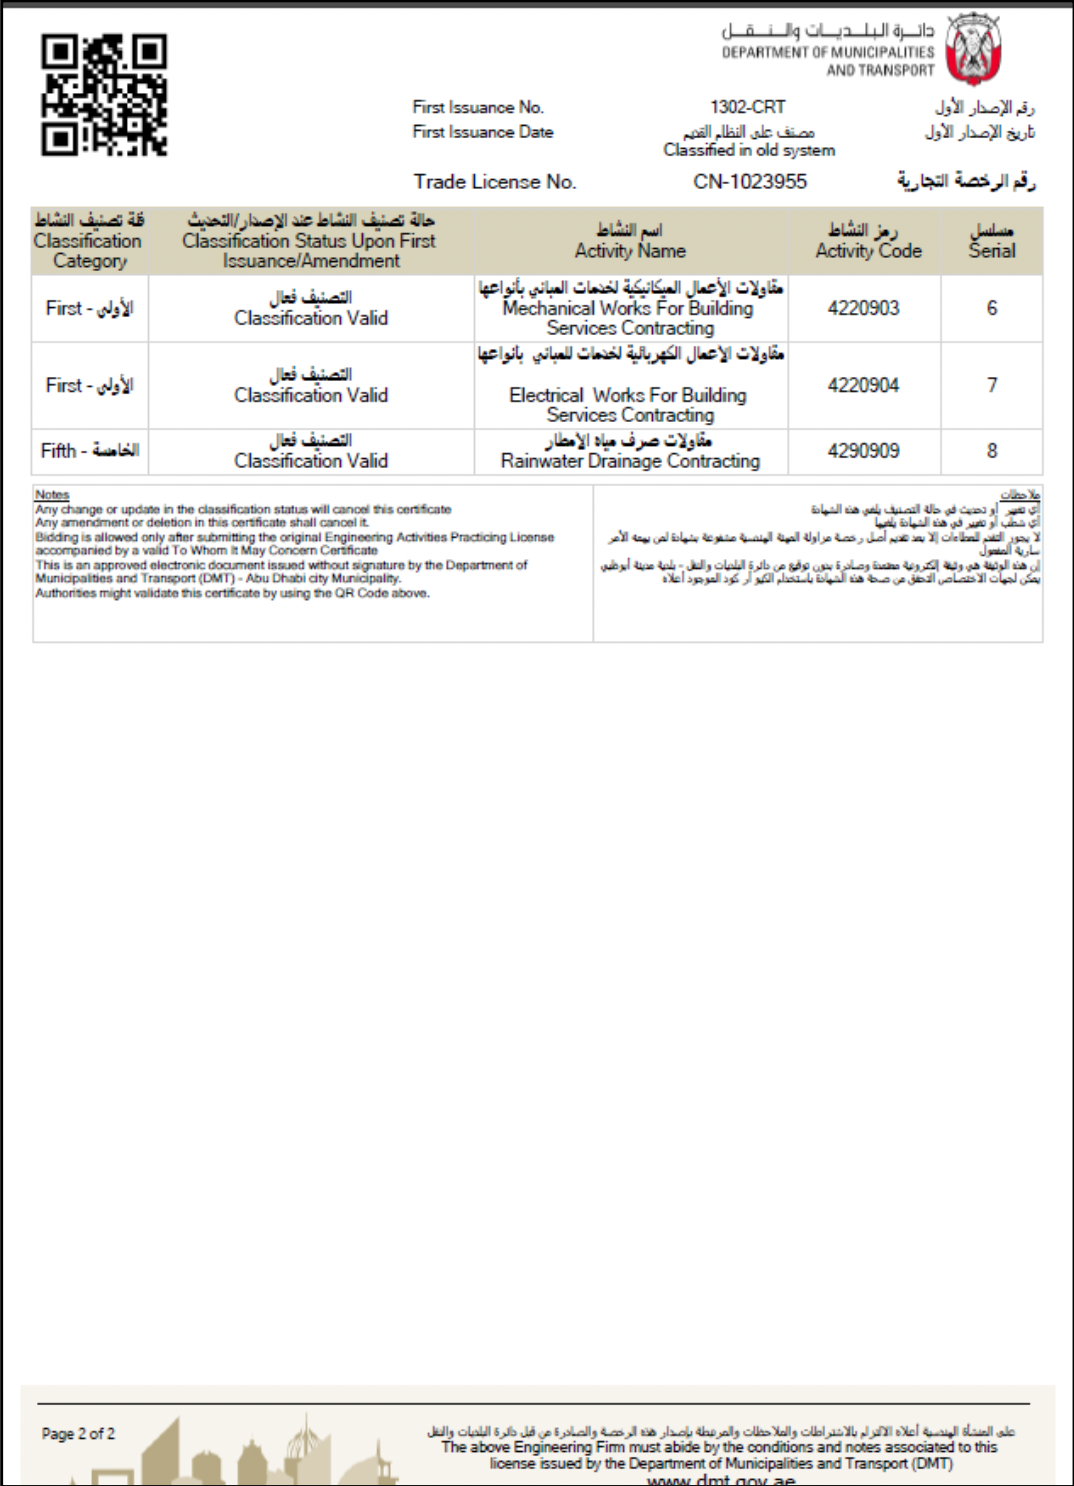 دائـــرة البـلــديـــات والـــنـــقـــل
DEPARTMENT OF MUNICIPALITIES
AND TRANSPORT
First Issuance No. 1302-CRT رقم الإصدار الأول
First Issuance Date مصنف على النظام القديم تاريخ الإصدار الأول
Classified in old system
Trade License No. CN-1023955 رقم الرخصة التجارية
فئة تصنيف النشاط
Classification
Category
حالة تصنيف النشاط عند الإصدار/التحديث
Classification Status Upon First
Issuance/Amendment
اسم النشاط
Activity Name
رمز النشاط
Activity Code
مسلسل
Serial
First - الأولى
التصنيف فعال
Classification Valid
مقاولات الأعمال الميكانيكية لخدمات المباني بأنواعها
Mechanical Works For Building
Services Contracting
4220903
6
First - الأولى
التصنيف فعال
Classification Valid
مقاولات الأعمال الكهربائية لخدمات للمباني بأنواعها
Electrical Works For Building
Services Contracting
4220904
7
Fifth - الخامسة
التصنيف فعال
Classification Valid
مقاولات صرف مياه الأمطار
Rainwater Drainage Contracting
4290909
8
Notes
Any change or update in the classification status will cancel this certificate
Any amendment or deletion in this certificate shall cancel it.
Bidding is allowed only after submitting the original Engineering Activities Practicing License
accompanied by a valid To Whom It May Concern Certificate
This is an approved electronic document issued without signature by the Department of
Municipalities and Transport (DMT) - Abu Dhabi city Municipality.
Authorities might validate this certificate by using the QR Code above.
ملاحظات
أي تغيير أو تحديث في حالة التصنيف يلغي هذه الشهادة
أي شطب أو تغيير في هذه الشهادة يلغيها
لا يجوز التقدم للعطاءات إلا بعد تقديم أصل رخصة مزاولة المهنة الهندسية مشفوعة بشهادة لمن يهمه الأمر
سارية المفعول
إن هذه الوثيقة هي وثيقة إلكترونية معتمدة وصادرة بدون توقيع من دائرة البلديات والنقل - بلدية مدينة أبوظبي
يمكن لجهات الاختصاص التحقق من صحة هذه الشهادة باستخدام الكيو آر كود الموجود أعلاه
Page 2 of 2
على المنشأة الهندسية أعلاه الالتزام بالاشتراطات والملاحظات والمرتبطة بإصدار هذه الرخصة والصادرة من قبل دائرة البلديات والنقل
The above Engineering Firm must abide by the conditions and notes associated to this
license issued by the Department of Municipalities and Transport (DMT)
www.dmt.gov.ae